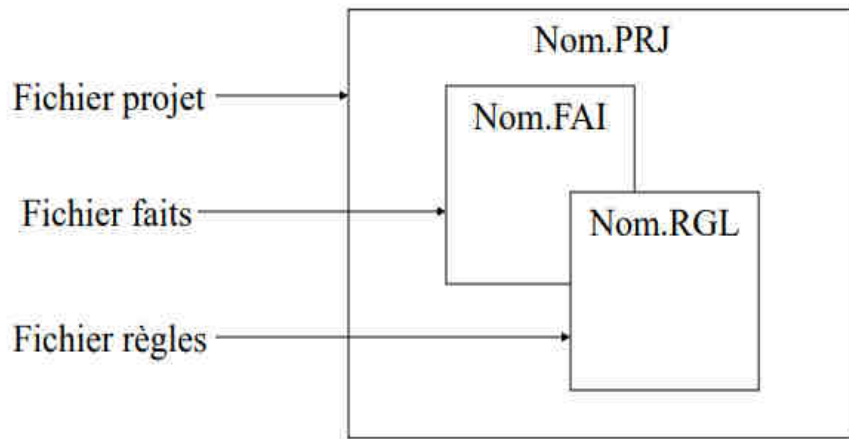 Nom.PRJ
Fichier projet
Nom.FAI
Fichier faits
Nom.RGL
Fichier règles